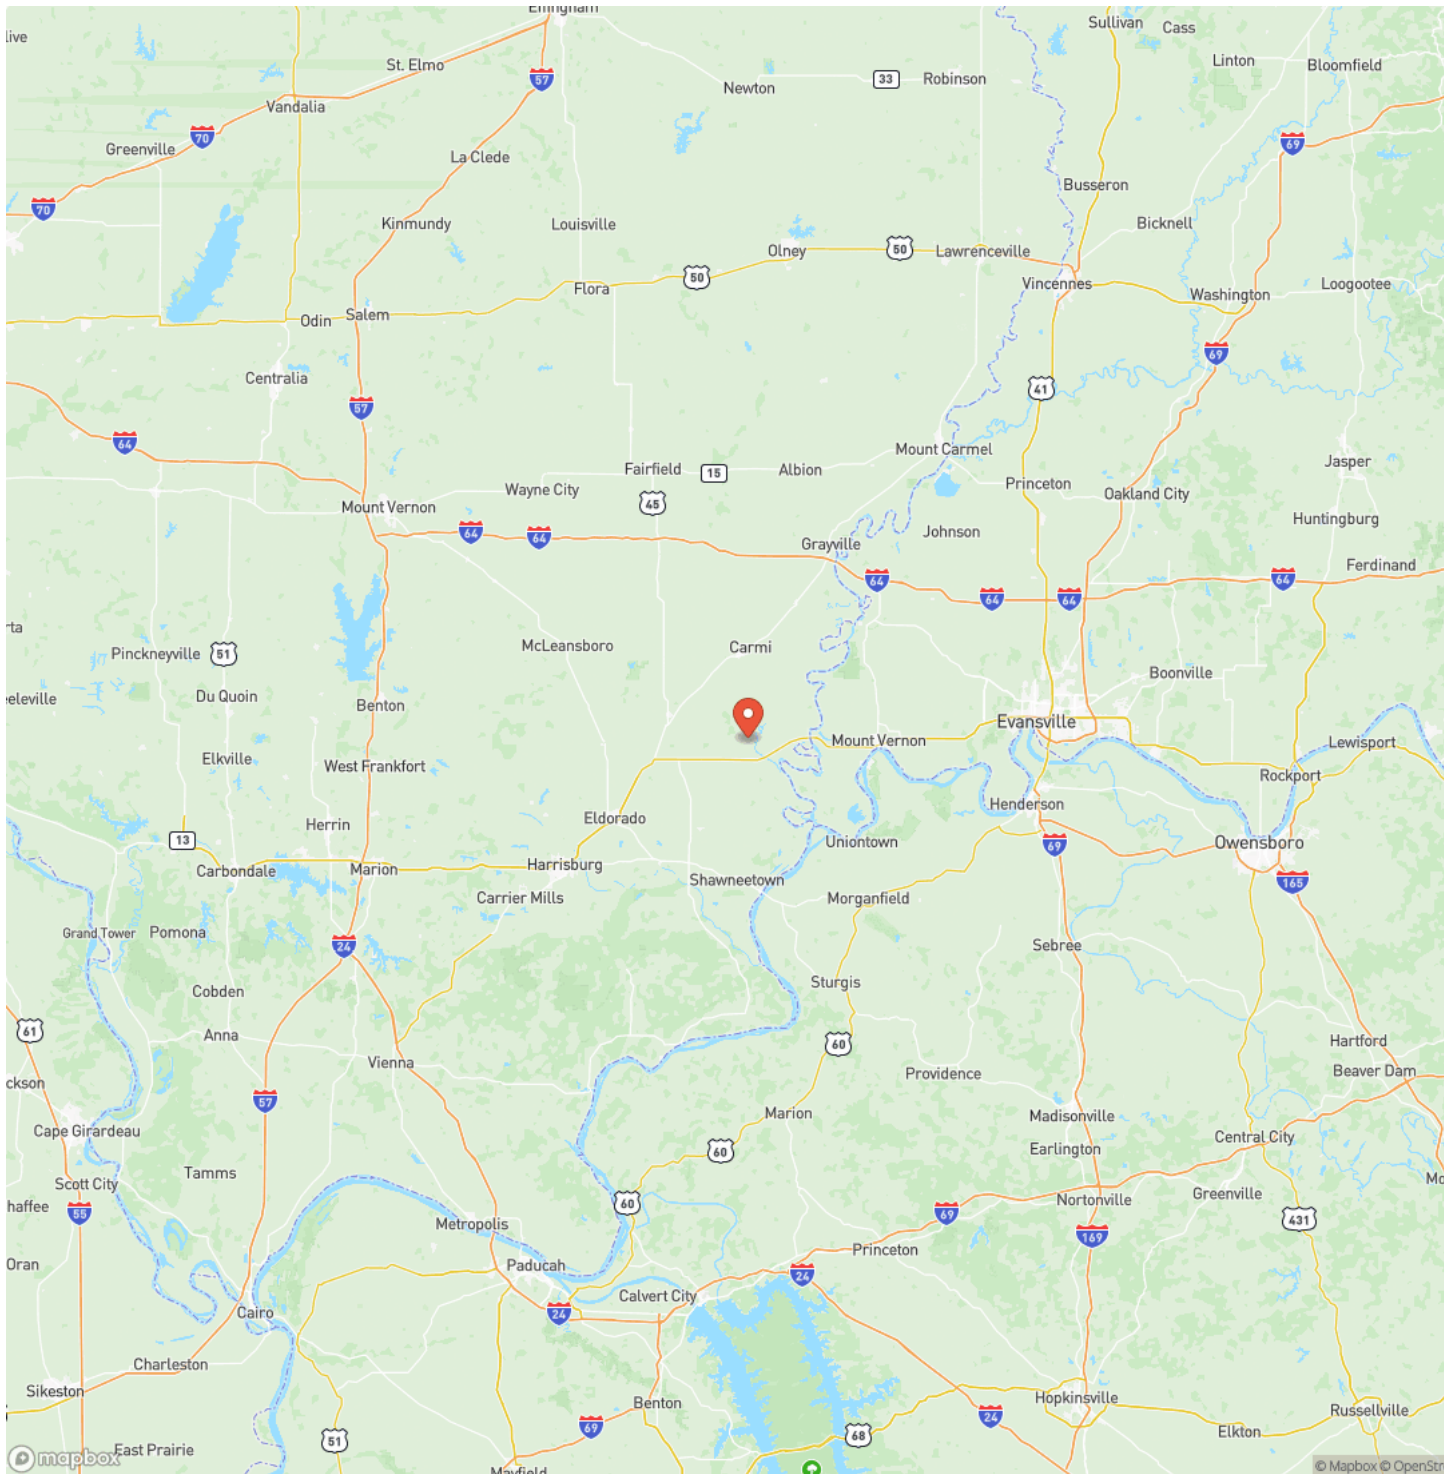 Effingham
Sullivan
Cass
live
St. Elmo
57
Newton
33
Robinson
Linton
Bloomfield
Vandalia
70
Greenville
La Clede
69
Busseron
70
Kinmundy
Louisville
Bicknell
Olney
50
Lawrenceville
50
Flora
Vincennes
Washington
Loogootee
Odin
Salem
69
Centralia
41
57
64
Mount Carmel
Fairfield
15
Albion
Jasper
Wayne City
45
Princeton
Oakland City
Mount Vernon
Huntingburg
64
64
Johnson
Grayville
Ferdinand
64
64
64
64
rta
McLeansboro
Carmi
Pinckneyville
51
Boonville
eeleville
Du Quoin
Benton
Evansville
Mount Vernon
Lewisport
Elkville
West Frankfort
Rockport
Henderson
Eldorado
Herrin
13
Uniontown
69
Owensboro
Carbondale
Marion
Harrisburg
Shawneetown
165
Carrier Mills
Morganfield
Grand Tower
Pomona
24
Sebree
Cobden
Sturgis
61
Anna
60
Hartford
Vienna
Providence
Beaver Dam
ckson
57
Marion
Madisonville
Cape Girardeau
60
Earlington
Central City
Tamms
Scott City
Nortonville
Greenville
Mo
haffee
55
60
69
431
Metropolis
169
Oran
Princeton
Paducah
24
Calvert City
Cairo
24
Charleston
Sikeston
Benton
Hopkinsville
24
Russellville
69
68
Elkton
51
East Prairie
mapbox
Mayfield
© Mapbox © OpenStr